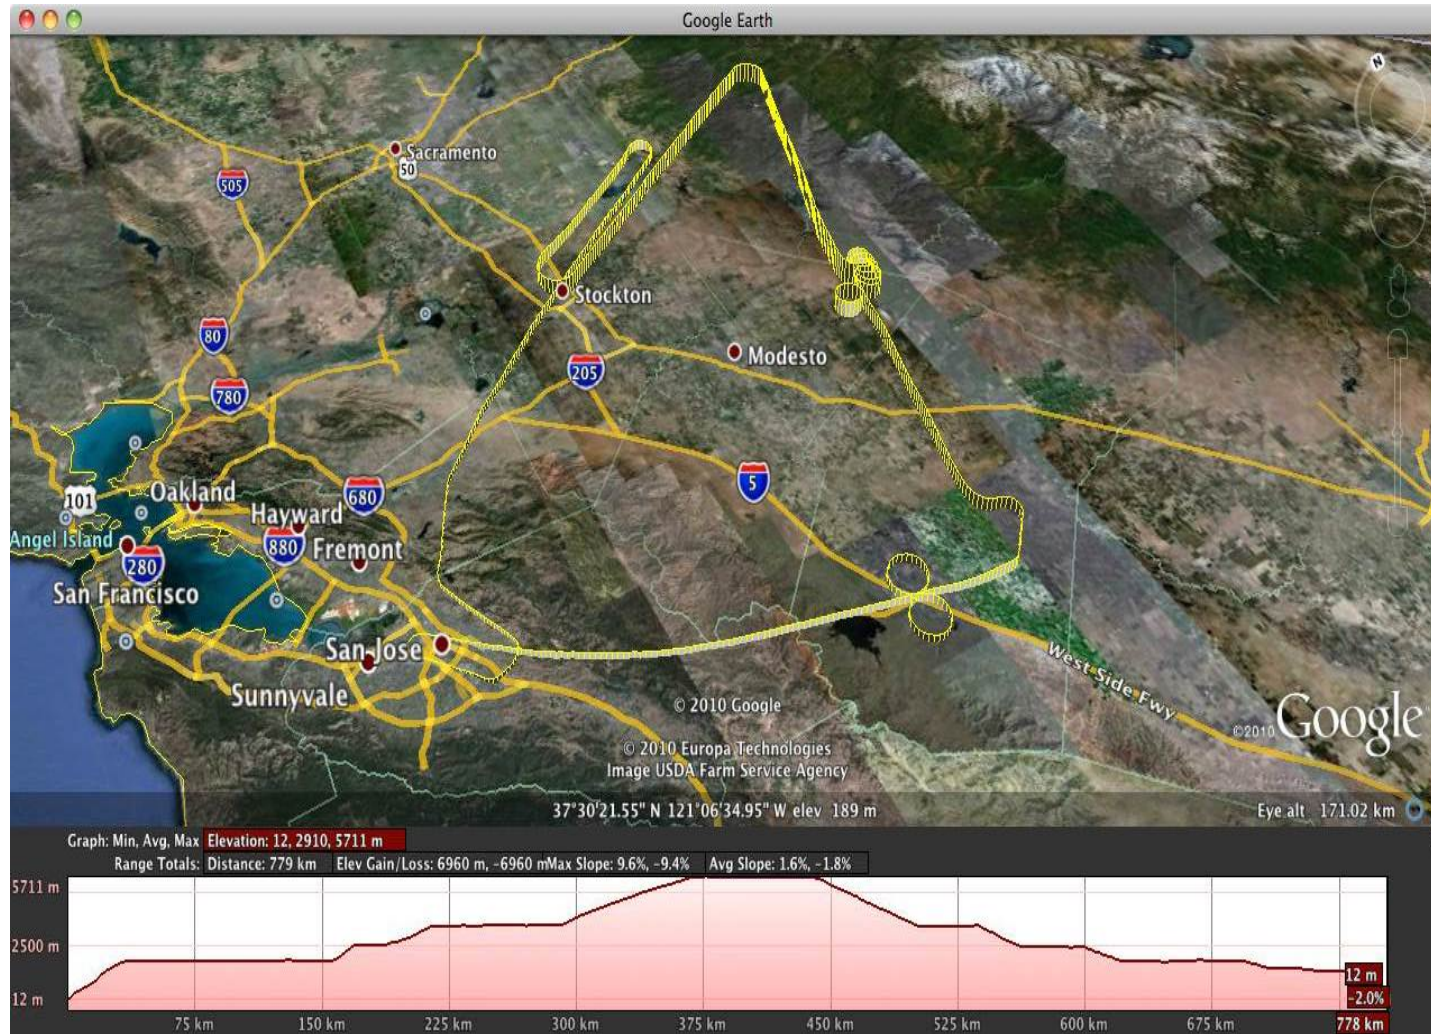 Google Earth
N
Sacramento
50
505
Stockton
80
205
Modesto
780
5
101
Oakland
680
Hayward
Angel Island
880
Fremont
280
San Francisco
San Jose
Sunnyvale
West Side Fwy
© 2010 Google
©2010 Google
© 2010 Europa Technologies
Image USDA Farm Service Agency
37°30'21.55" N 121°06'34.95" W elev 189 m
Eye alt 171.02 km
Graph: Min, Avg, Max Elevation: 12, 2910, 5711 m
Range Totals: Distance: 779 km Elev Gain/Loss: 6960 m, -6960 m Max Slope: 9.6%, -9.4% Avg Slope: 1.6%, -1.8%
5711 m
2500 m
12 m
12 m
-2.0%
75 km 150 km 225 km 300 km 375 km 450 km 525 km 600 km 675 km 778 km